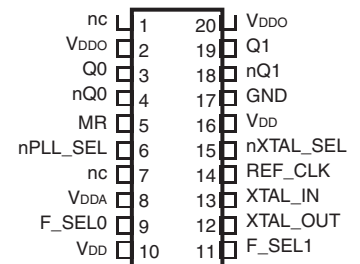 nc 1 20 VDDO
VDDO 2 19 Q1
Q0 3 18 nQ1
nQ0 4 17 GND
MR 5 16 VDD
nPLL_SEL 6 15 nXTAL_SEL
nc 7 14 REF_CLK
VDDA 8 13 XTAL_IN
F_SEL0 9 12 XTAL_OUT
VDD 10 11 F_SEL1